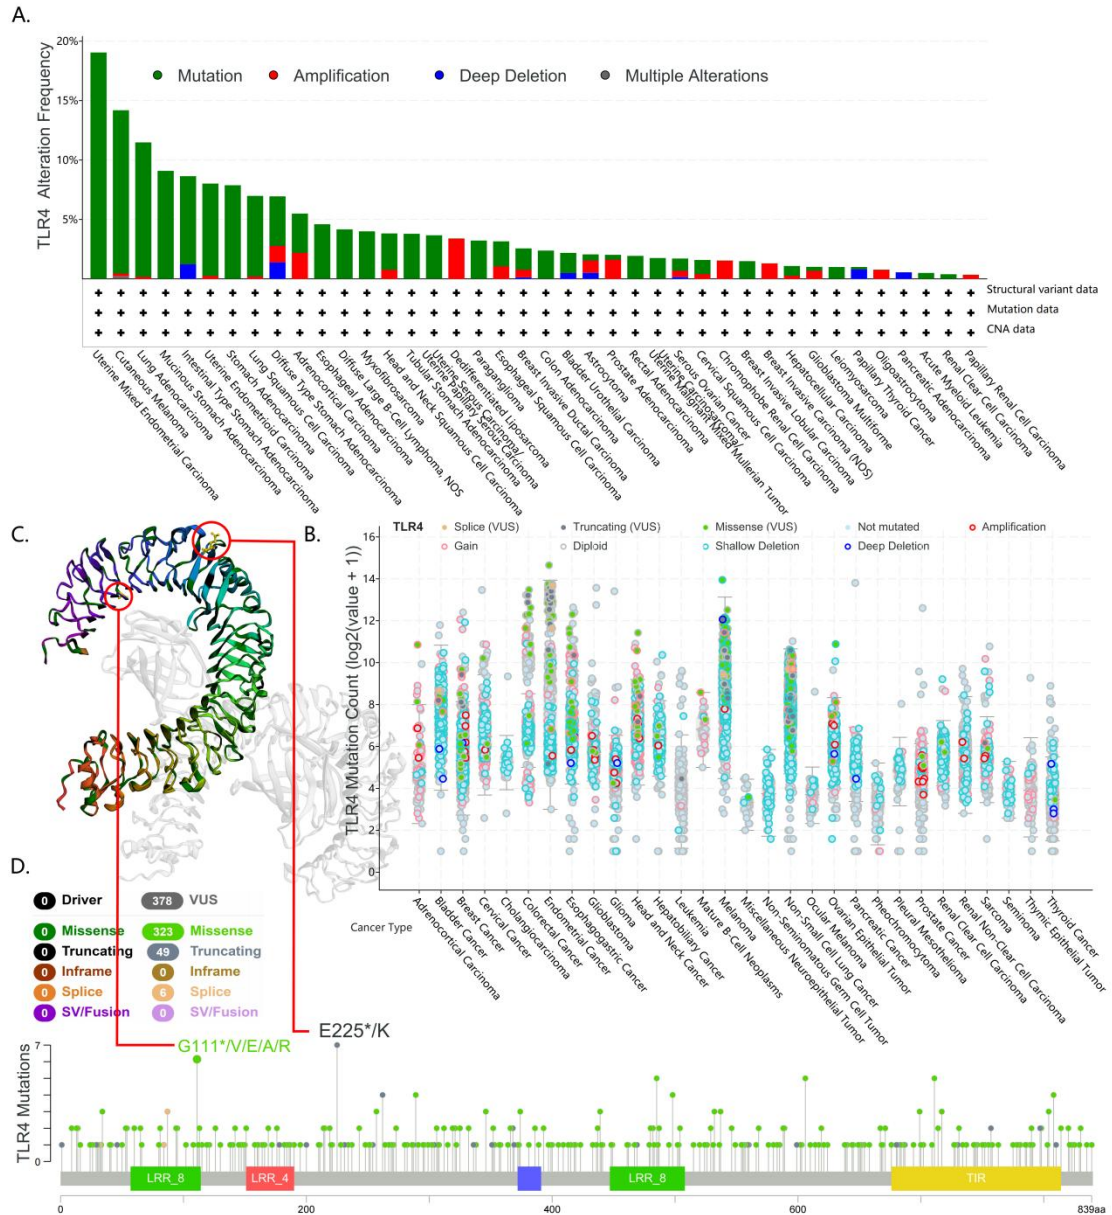 A.
TLR4 Alteration Frequency
20%
15%
10%
5%
Mutation
Amplification
Deep Deletion
Multiple Alterations
Structural variant data
Mutation data
CNA data
Uterine Mixed Endometrial Carcinoma
Cutaneous Melanoma
Lung Adenocarcinoma
Mucinous Stomach Adenocarcinoma
Intestinal Type Stomach Adenocarcinoma
Uterine Endometrioid Carcinoma
Stomach Adenocarcinoma
Lung Squamous Cell Carcinoma
Diffuse Type Stomach Adenocarcinoma
Adrenocortical Carcinoma
Esophageal Adenocarcinoma
Diffuse Large B-Cell Lymphoma, NOS
Myxofibrosarcoma
Head and Neck Squamous Cell Carcinoma
Tubular Stomach Adenocarcinoma
Uterine Serous Carcinoma/
Uterine Papillary Serous Carcinoma
Dedifferentiated Liposarcoma
Paraganglioma
Esophageal Squamous Cell Carcinoma
Breast Invasive Ductal Carcinoma
Colon Adenocarcinoma
Bladder Urothelial Carcinoma
Astrocytoma
Prostate Adenocarcinoma
Rectal Adenocarcinoma
Uterine Carcinosarcoma/
Uterine Malignant Mixed Mullerian Tumor
Serous Ovarian Cancer
Cervical Squamous Cell Carcinoma
Chromophobe Renal Cell Carcinoma
Breast Invasive Lobular Carcinoma
Breast Invasive Carcinoma (NOS)
Hepatocellular Carcinoma
Glioblastoma Multiforme
Leiomyosarcoma
Papillary Thyroid Cancer
Oligoastrocytoma
Pancreatic Adenocarcinoma
Acute Myeloid Leukemia
Renal Clear Cell Carcinoma
Papillary Renal Cell Carcinoma
C.
B.
TLR4
Splice (VUS)
Truncating (VUS)
Missense (VUS)
Not mutated
Amplification
Gain
Diploid
Shallow Deletion
Deep Deletion
TLR4 Mutation Count (log2(value + 1))
16
14
12
10
8
6
4
2
0
Cancer Type
Adrenocortical Carcinoma
Bladder Cancer
Breast Cancer
Cervical Cancer
Cholangiocarcinoma
Colorectal Cancer
Endometrial Cancer
Esophagogastric Cancer
Glioblastoma
Glioma
Head and Neck Cancer
Hepatobiliary Cancer
Leukemia
Mature B-Cell Neoplasms
Melanoma
Miscellaneous Neuroepithelial Tumor
Non-Seminomatous Germ Cell Tumor
Non-Small Cell Lung Cancer
Ocular Melanoma
Ovarian Epithelial Tumor
Pancreatic Cancer
Pheochromocytoma
Pleural Mesothelioma
Prostate Cancer
Renal Clear Cell Carcinoma
Renal Non-Clear Cell Carcinoma
Sarcoma
Seminoma
Thymic Epithelial Tumor
Thyroid Cancer
D.
0 Driver 378 VUS
0 Missense 323 Missense
0 Truncating 49 Truncating
0 Inframe 0 Inframe
0 Splice 6 Splice
0 SV/Fusion 0 SV/Fusion
E225*/K
G111*/V/E/A/R
TLR4 Mutations
7
0
LRR_8
LRR_4
LRR_8
TIR
0
200
400
600
839aa